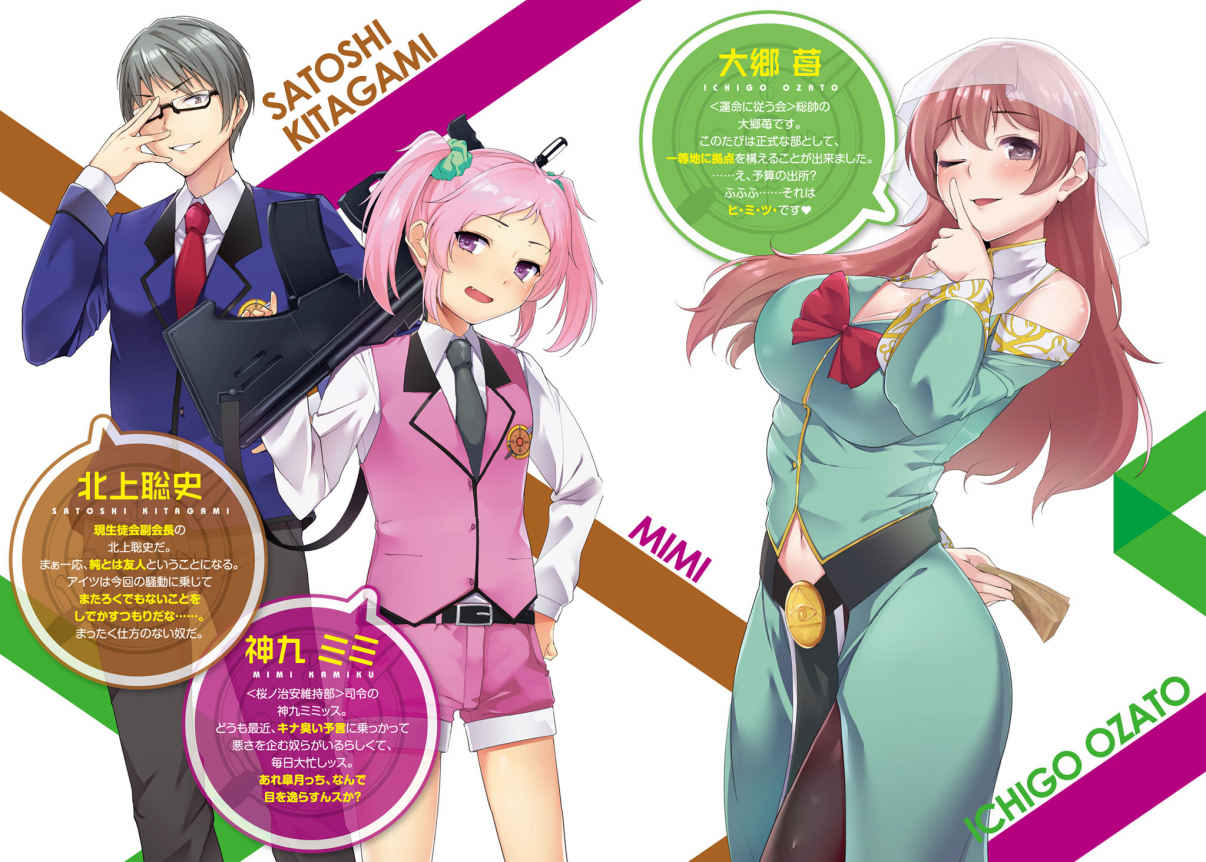 SATOSHI
KITAGAMI
北上聡史
SATOSHI KITAGAMI
現生徒会副会長の
北上聡史だ。
まぁ一応、純とは友人ということになる。
アイツは今回の騒動に乗じて
またろくでもないことを
しでかすつもりだな……。
まったく仕方のない奴だ。
神九 ミミ
MIMI KAMIKU
<桜ノ治安維持部>司令の
神九ミミッス。
どうも最近、キナ臭い予言に乗っかって
悪さを企む奴らがいるらしくて、
毎日大忙しッス。
あれ皐月っち、なんで
目を逸らすんスか?
MIMI
大郷 苺
ICHIGO OZATO
<運命に従う会>総帥の
大郷苺です。
このたびは正式な部として、
一等地に拠点を構えることが出来ました。
……え、予算の出所?
ふふふ……それは
ヒ・ミ・ツ・です♥
ICHIGO OZATO